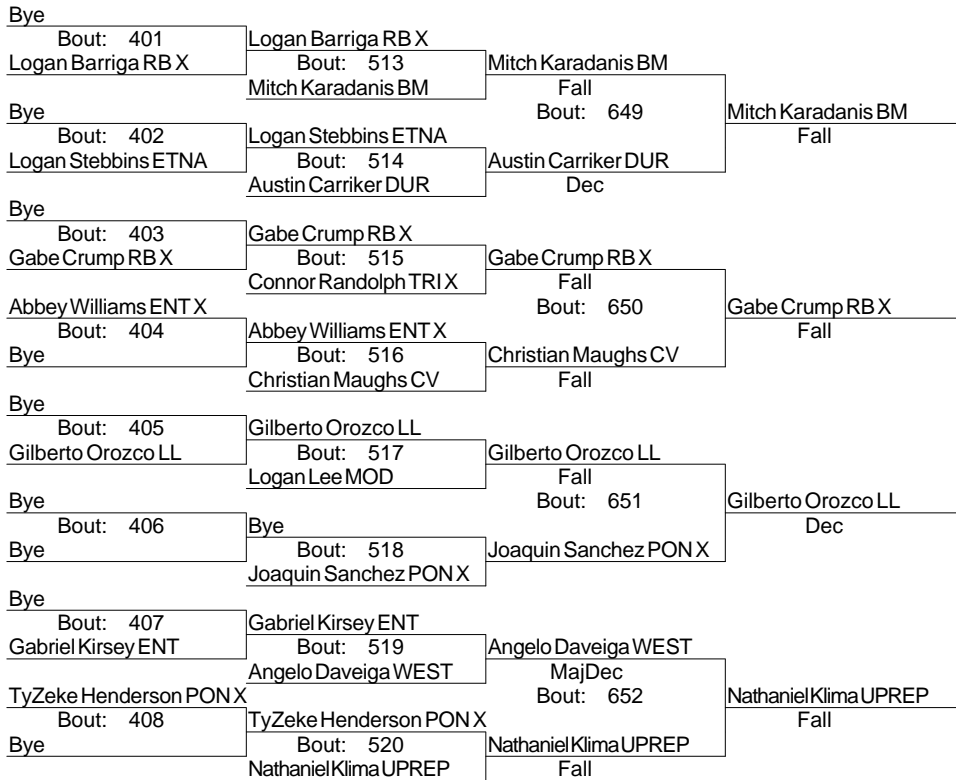 Bye
Bout: 401 Logan Barriga RB X
Logan Barriga RB X Bout: 513 Mitch Karadanis BM
Mitch Karadanis BM Fall
Bye Bout: 649 Mitch Karadanis BM
Bout: 402 Logan Stebbins ETNA Fall
Logan Stebbins ETNA Bout: 514 Austin Carriker DUR
Austin Carriker DUR Dec
Bye
Bout: 403 Gabe Crump RB X
Gabe Crump RB X Bout: 515 Gabe Crump RB X
Connor Randolph TRI X Fall
Abbey Williams ENT X Bout: 650 Gabe Crump RB X
Bout: 404 Abbey Williams ENT X Fall
Bye Bout: 516 Christian Maughs CV
Christian Maughs CV Fall
Bye
Bout: 405 Gilberto Orozco LL
Gilberto Orozco LL Bout: 517 Gilberto Orozco LL
Logan Lee MOD Fall
Bye Bout: 651 Gilberto Orozco LL
Bout: 406 Bye Dec
Bye Bout: 518 Joaquin Sanchez PON X
Joaquin Sanchez PON X
Bye
Bout: 407 Gabriel Kirsey ENT
Gabriel Kirsey ENT Bout: 519 Angelo Daveiga WEST
Angelo Daveiga WEST MajDec
TyZeke Henderson PON X Bout: 652 Nathaniel Klima UPREP
Bout: 408 TyZeke Henderson PON X Fall
Bye Bout: 520 Nathaniel Klima UPREP
Nathaniel Klima UPREP Fall